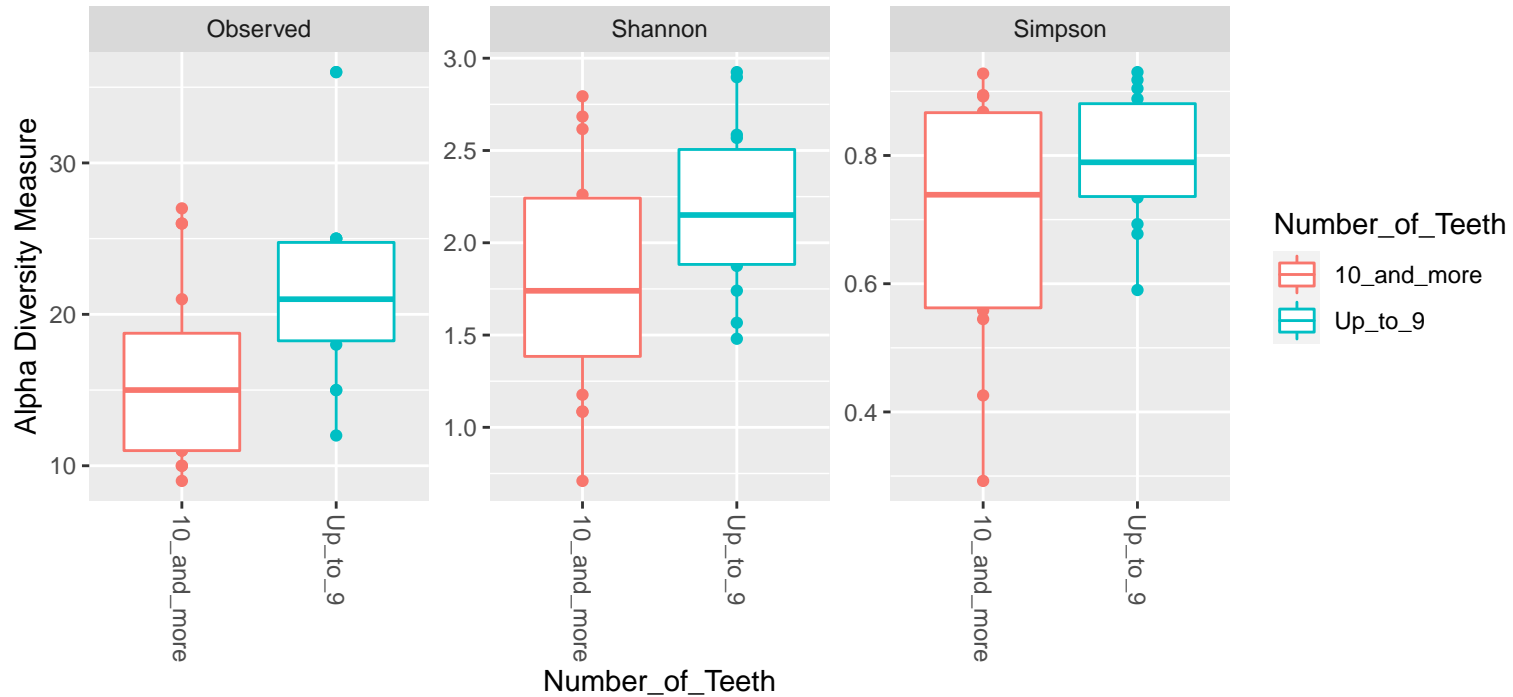 Observed
Shannon
Simpson
Alpha Diversity Measure
30
20
10
3.0
2.5
2.0
1.5
1.0
0.8
0.6
0.4
10_and_more
Up_to_9
10_and_more
Up_to_9
10_and_more
Up_to_9
Number_of_Teeth
Number_of_Teeth
10_and_more
Up_to_9